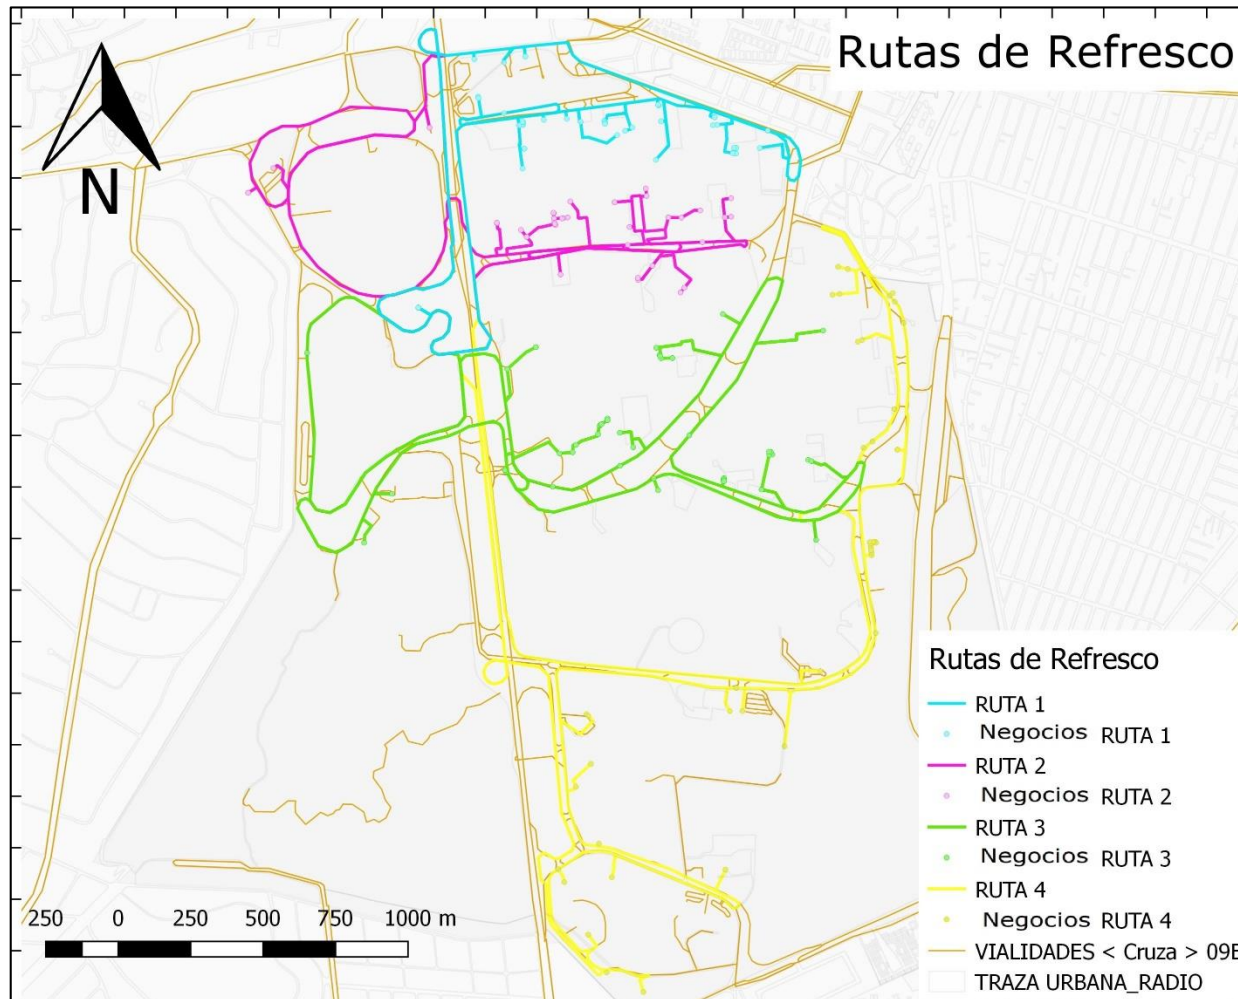 Rutas de Refresco
N
Rutas de Refresco
RUTA 1
Negocios RUTA 1
RUTA 2
Negocios RUTA 2
RUTA 3
Negocios RUTA 3
RUTA 4
Negocios RUTA 4
VIALIDADES < Cruza > 09E
TRAZA URBANA_RADIO
250 0 250 500 750 1000 m